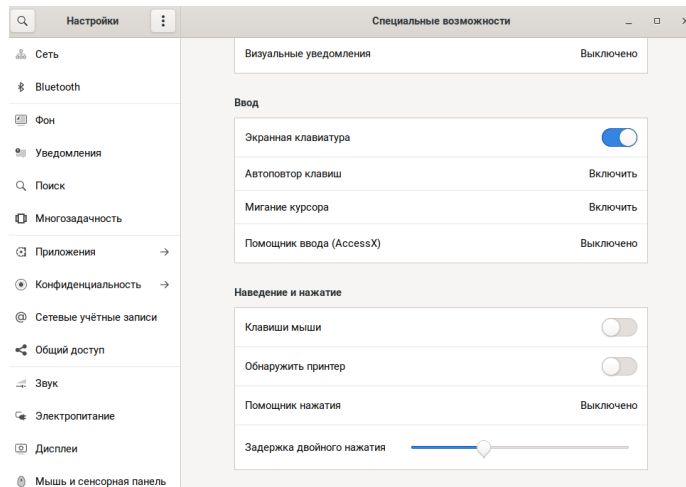 Настройки
Специальные возможности
Сеть
Bluetooth
Фон
Уведомления
Поиск
Многозадачность
Приложения
Конфиденциальность
Сетевые учётные записи
Общий доступ
Звук
Электропитание
Дисплеи
Мышь и сенсорная панель
Визуальные уведомления Выключено
Ввод
Экранная клавиатура
Автоповтор клавиш Включить
Мигание курсора Включить
Помощник ввода (AccessX) Выключено
Наведение и нажатие
Клавиши мыши
Обнаружить принтер
Помощник нажатия Выключено
Задержка двойного нажатия